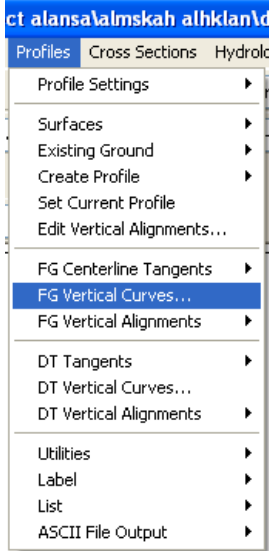 ct alansa\almskah alhklan\d
Profiles Cross Sections Hydrolo
Profile Settings
Surfaces
Existing Ground
Create Profile
Set Current Profile
Edit Vertical Alignments...
FG Centerline Tangents
FG Vertical Curves...
FG Vertical Alignments
DT Tangents
DT Vertical Curves...
DT Vertical Alignments
Utilities
Label
List
ASCII File Output